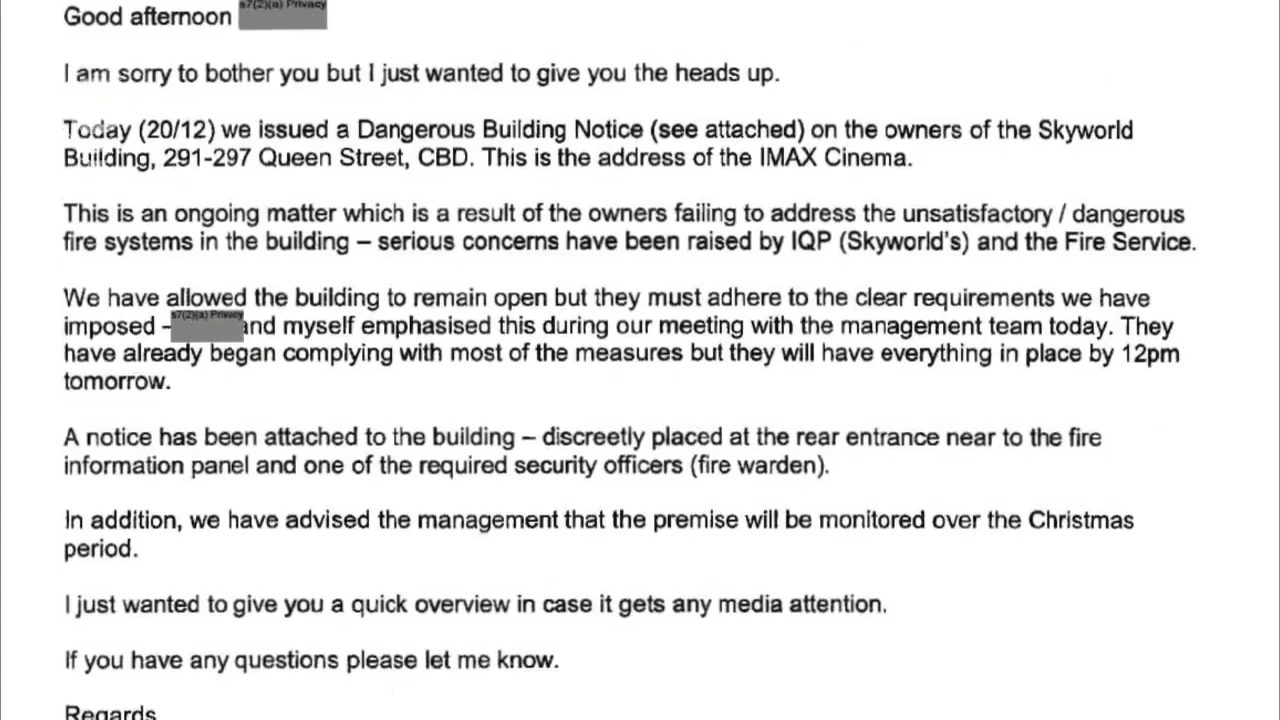 Good afternoon s7(2)(a) Privacy
I am sorry to bother you but I just wanted to give you the heads up.
Today (20/12) we issued a Dangerous Building Notice (see attached) on the owners of the Skyworld
Building, 291-297 Queen Street, CBD. This is the address of the IMAX Cinema.
This is an ongoing matter which is a result of the owners failing to address the unsatisfactory / dangerous
fire systems in the building – serious concerns have been raised by IQP (Skyworld's) and the Fire Service.
We have allowed the building to remain open but they must adhere to the clear requirements we have
imposed - s7(2)(a) Privacy and myself emphasised this during our meeting with the management team today. They
have already began complying with most of the measures but they will have everything in place by 12pm
tomorrow.
A notice has been attached to the building – discreetly placed at the rear entrance near to the fire
information panel and one of the required security officers (fire warden).
In addition, we have advised the management that the premise will be monitored over the Christmas
period.
I just wanted to give you a quick overview in case it gets any media attention.
If you have any questions please let me know.
Regards